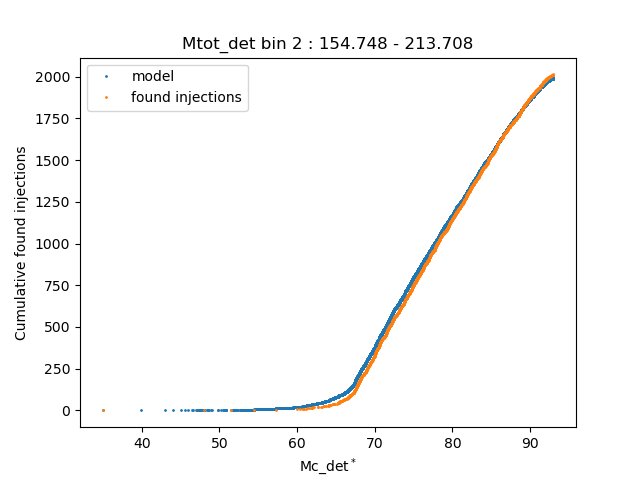 Mtot_det bin 2 : 154.748 - 213.708
model
found injections
Cumulative found injections
2000
1750
1500
1250
1000
750
500
250
0
40 50 60 70 80 90
Mc_det*